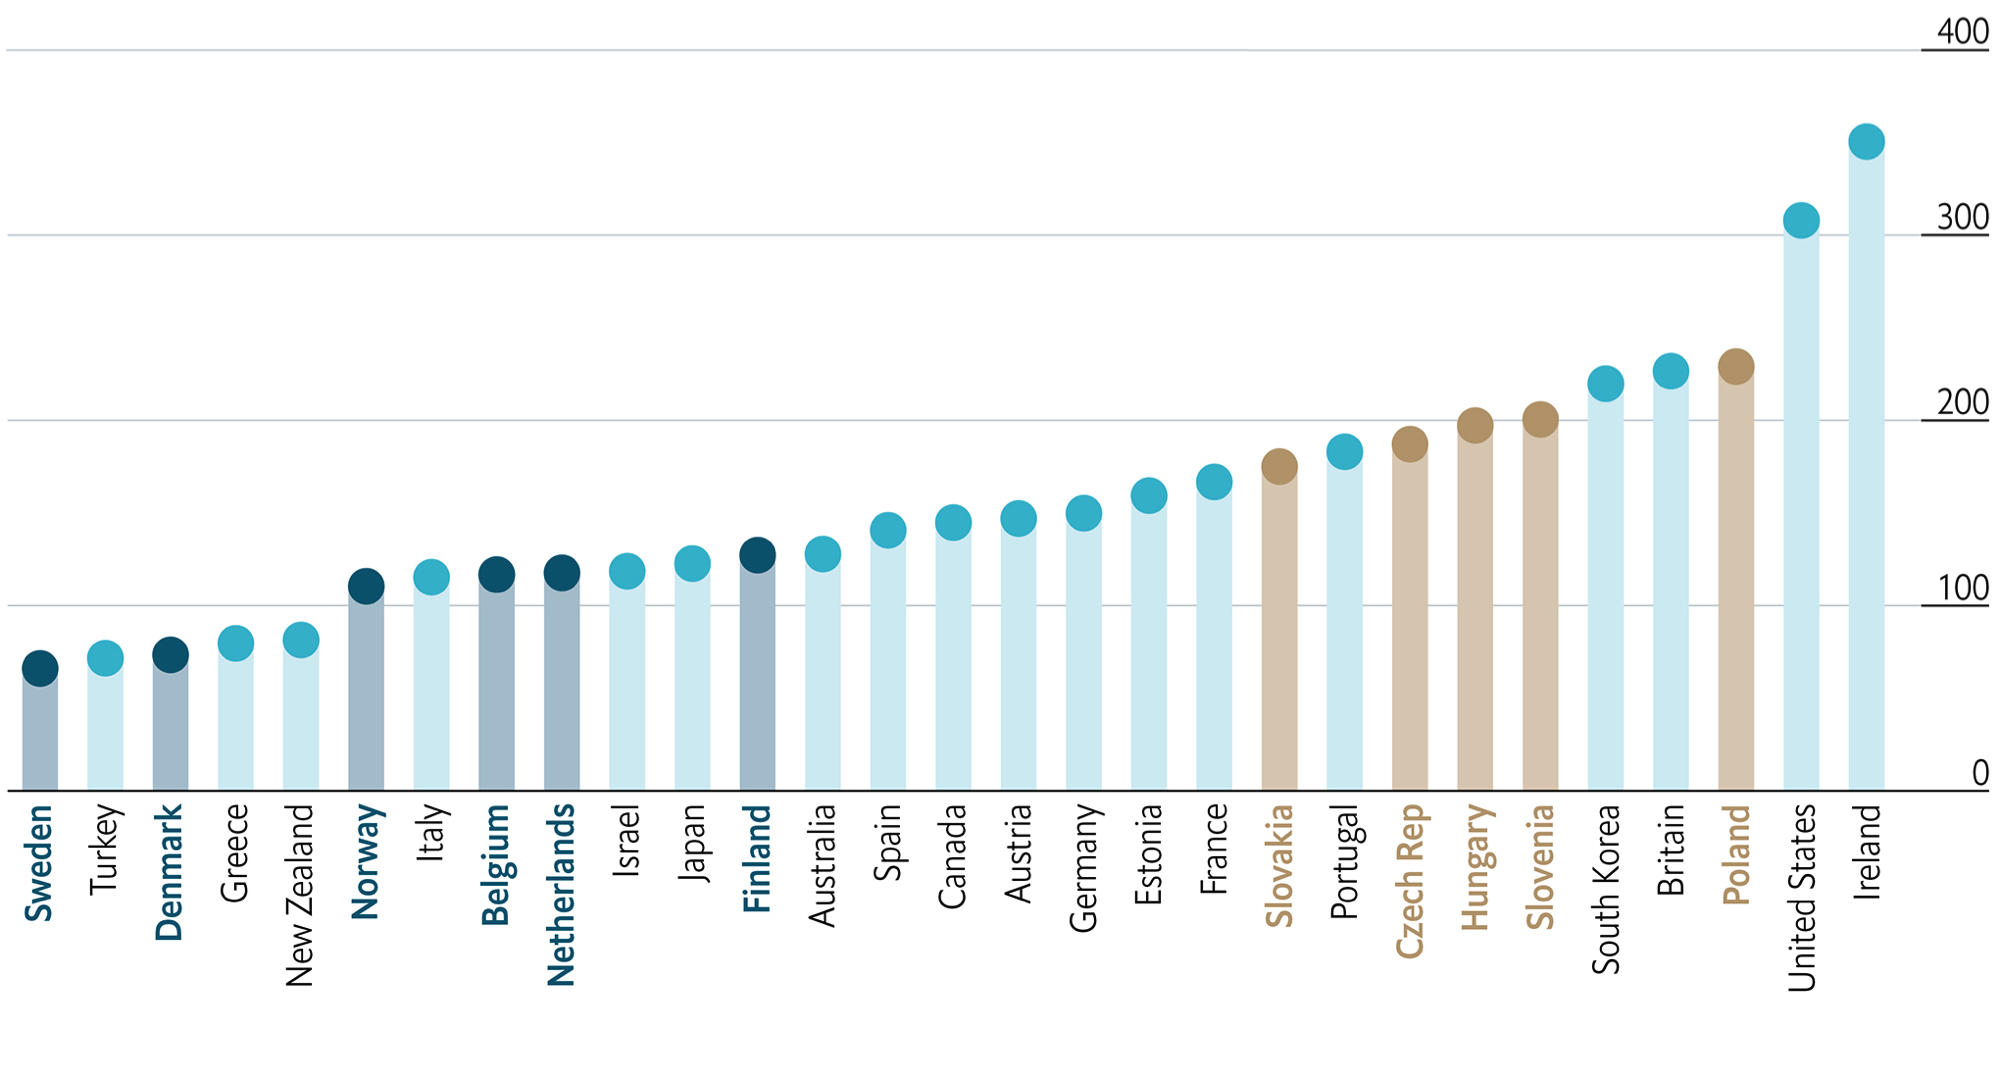 400
300
200
100
0
Sweden
Turkey
Denmark
Greece
New Zealand
Norway
Italy
Belgium
Netherlands
Israel
Japan
Finland
Australia
Spain
Canada
Austria
Germany
Estonia
France
Slovakia
Portugal
Czech Rep
Hungary
Slovenia
South Korea
Britain
Poland
United States
Ireland